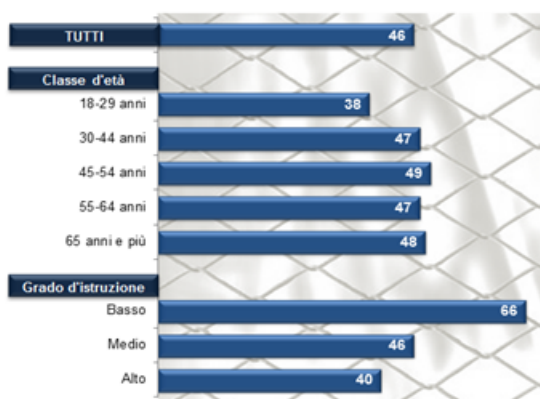 TUTTI 46
Classe d'età
18-29 anni 38
30-44 anni 47
45-54 anni 49
55-64 anni 47
65 anni e più 48
Grado d'istruzione
Basso 66
Medio 46
Alto 40